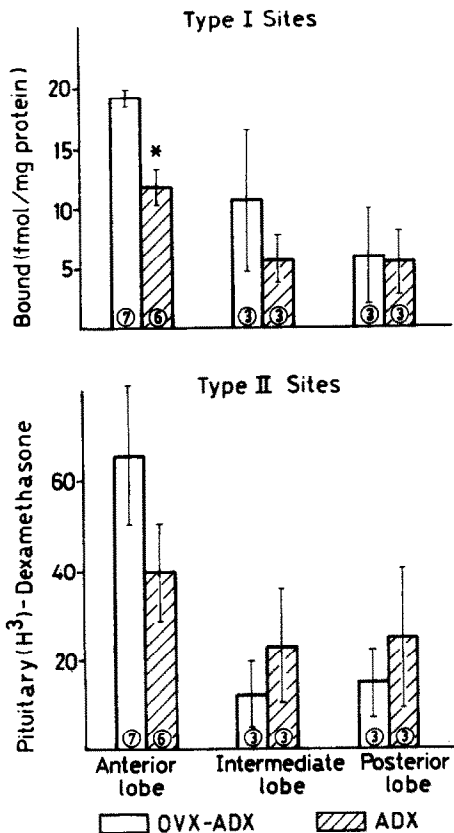 Type I Sites
Bound (fmol/mg protein)
20
15
10
5
*
⑦ ⑥ ③ ③ ③ ③
Type II Sites
Pituitary (H³)-Dexamethasone
60
40
20
⑦ ⑥ ③ ③ ③ ③
Anterior lobe
Intermediate lobe
Posterior lobe
OVX-ADX
ADX